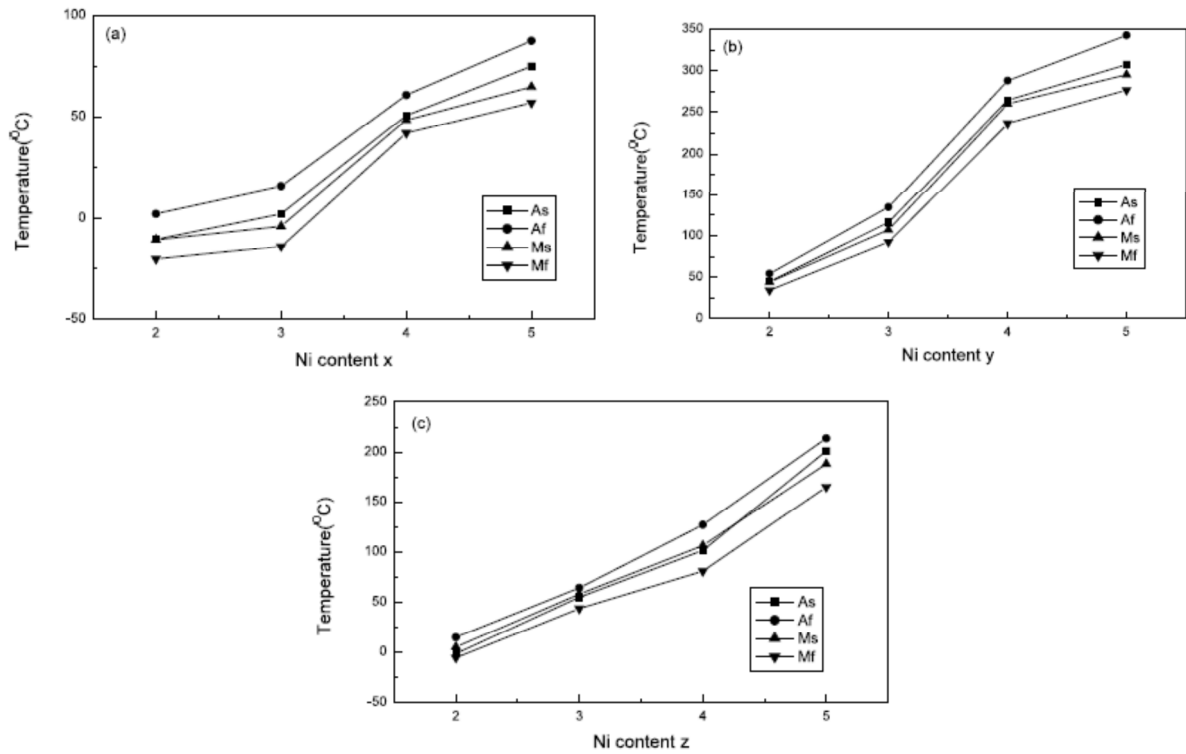 (a)
100
50
0
-50
Temperature(°C)
2 3 4 5
Ni content x
As
Af
Ms
Mf
(b)
350
300
250
200
150
100
50
0
Temperature(°C)
2 3 4 5
Ni content y
As
Af
Ms
Mf
(c)
250
200
150
100
50
0
-50
Temperature(°C)
2 3 4 5
Ni content z
As
Af
Ms
Mf